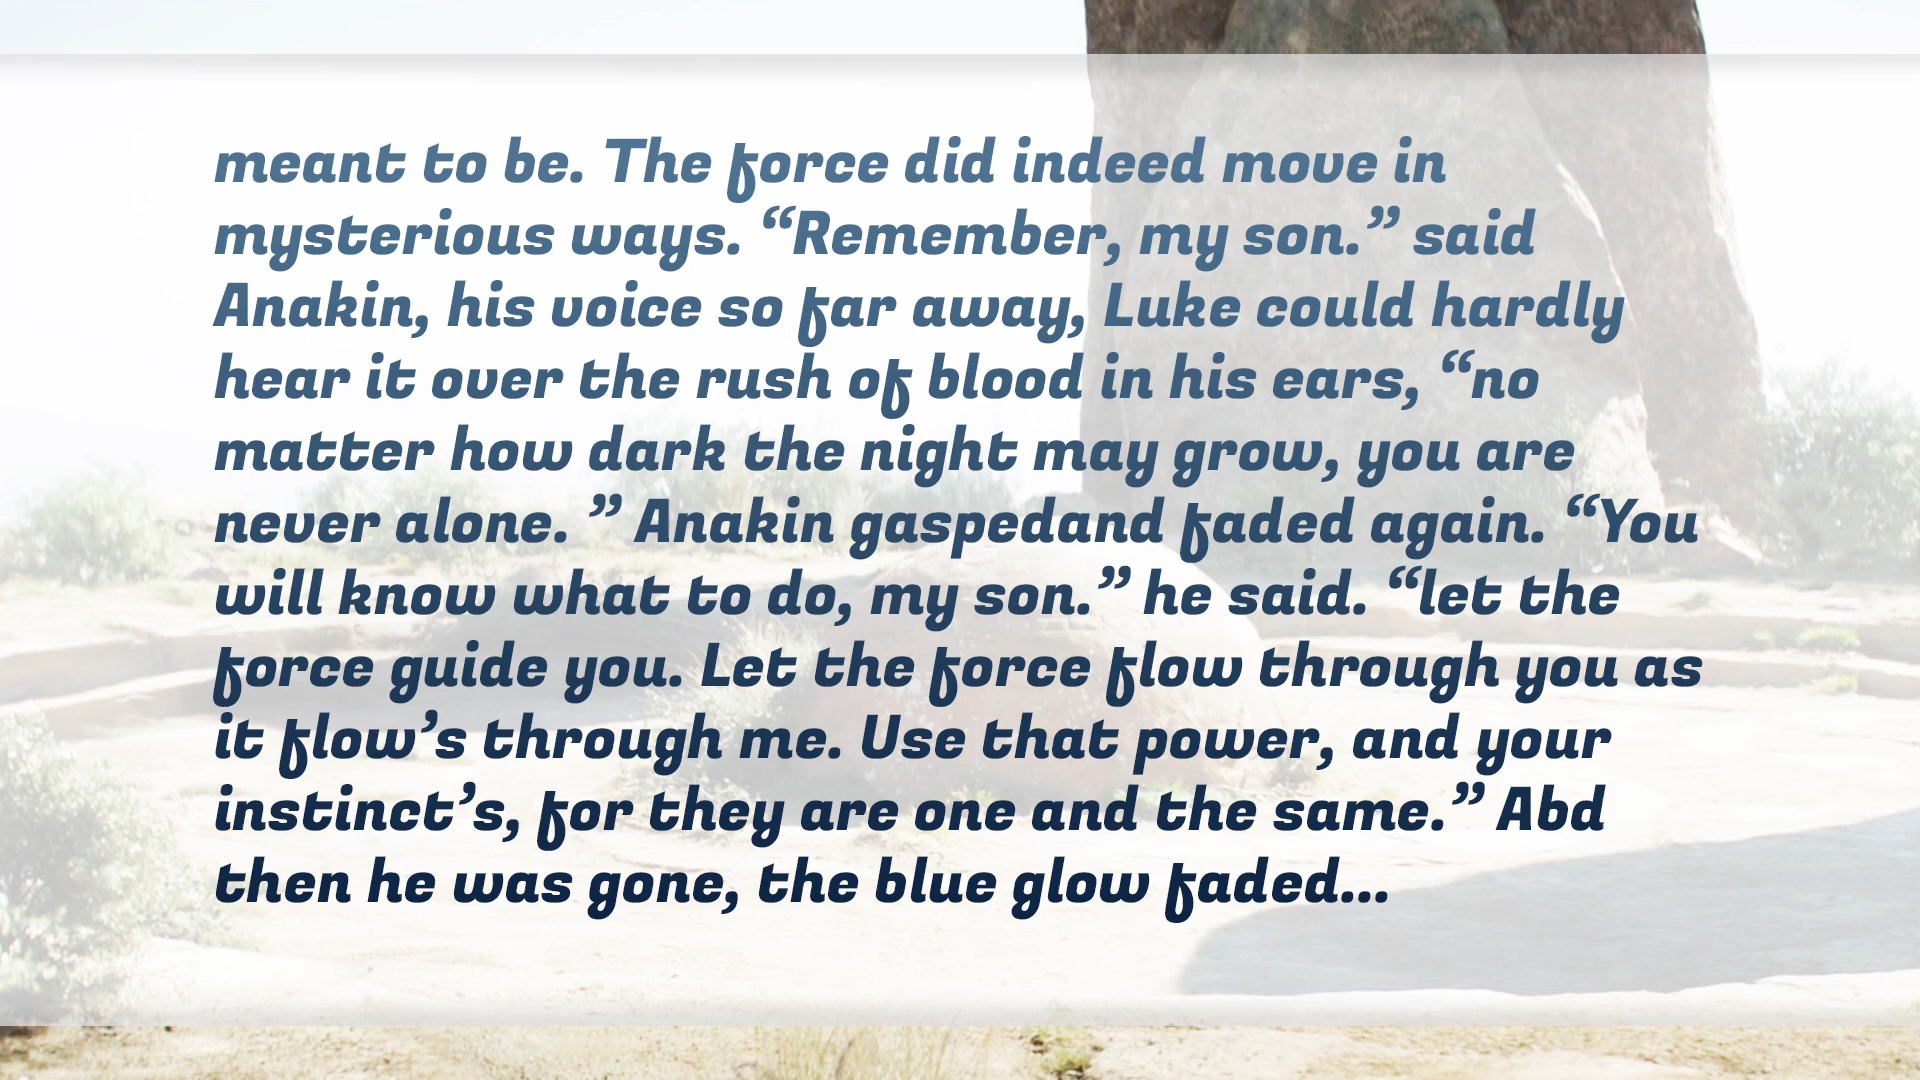 meant to be. The force did indeed move in
mysterious ways. “Remember, my son.” said
Anakin, his voice so far away, Luke could hardly
hear it over the rush of blood in his ears, “no
matter how dark the night may grow, you are
never alone. ” Anakin gaspedand faded again. “You
will know what to do, my son.” he said. “let the
force guide you. Let the force flow through you as
it flow’s through me. Use that power, and your
instinct’s, for they are one and the same.” Abd
then he was gone, the blue glow faded...